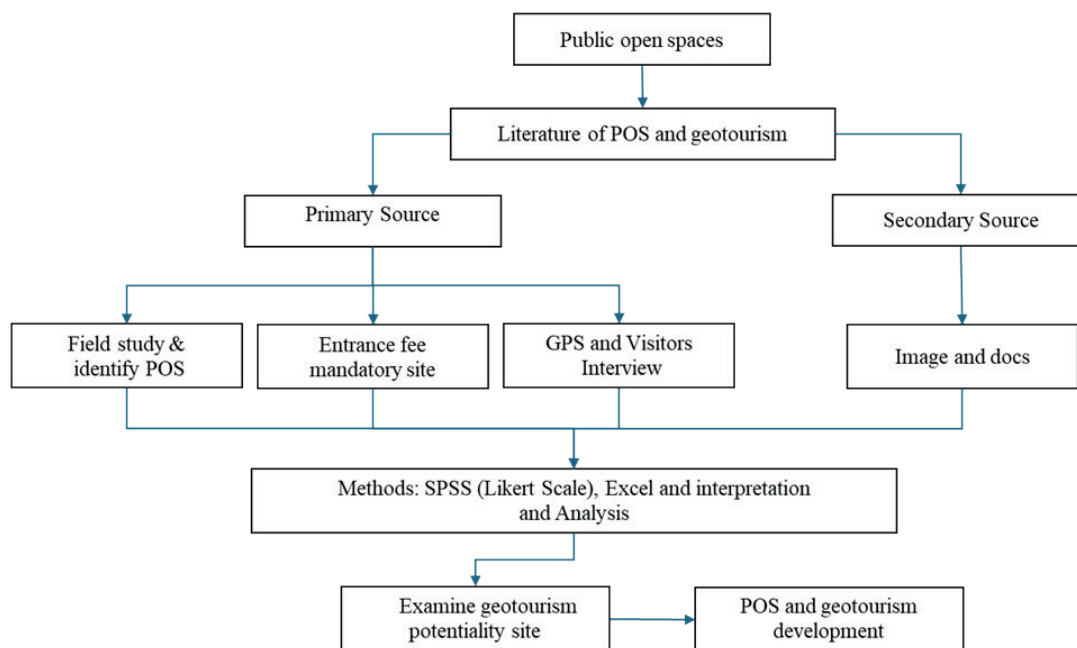 Public open spaces
Literature of POS and geotourism
Primary Source
Secondary Source
Field study &
identify POS
Entrance fee
mandatory site
GPS and Visitors
Interview
Image and docs
Methods: SPSS (Likert Scale), Excel and interpretation
and Analysis
Examine geotourism
potentiality site
POS and geotourism
development